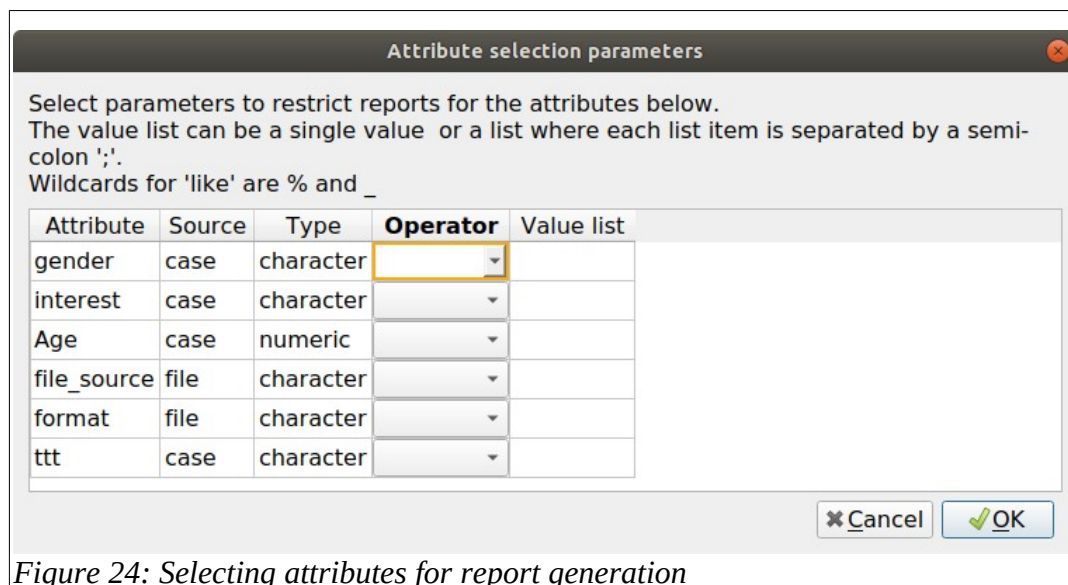 Attribute selection parameters
Select parameters to restrict reports for the attributes below.
The value list can be a single value  or a list where each list item is separated by a semi-
colon ';'.
Wildcards for 'like' are % and _
Attribute Source Type Operator Value list
gender case character
interest case character
Age case numeric
file_source file character
format file character
ttt case character
Cancel OK
Figure 24: Selecting attributes for report generation